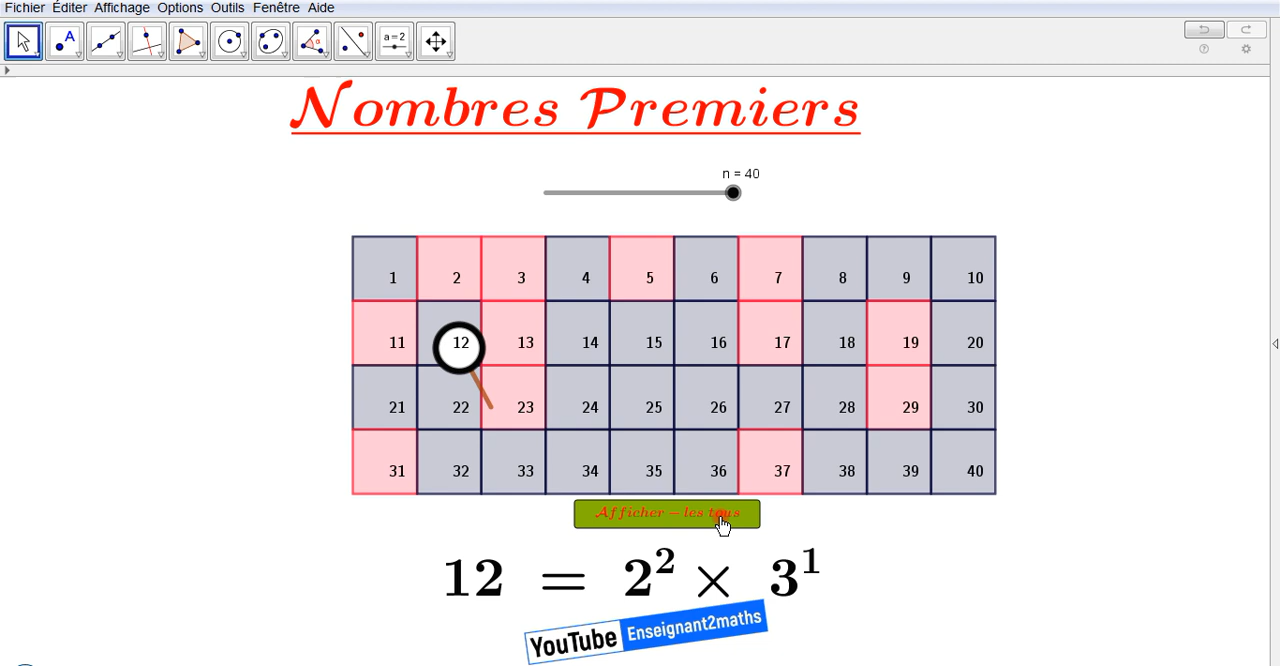 Fichier Éditer Affichage Options Outils Fenêtre Aide
A a = 2
Nombres Premiers
n = 40
1 2 3 4 5 6 7 8 9 10
11 12 13 14 15 16 17 18 19 20
21 22 23 24 25 26 27 28 29 30
31 32 33 34 35 36 37 38 39 40
Afficher – les tous
12 = 2² × 3¹
YouTube Enseignant2maths